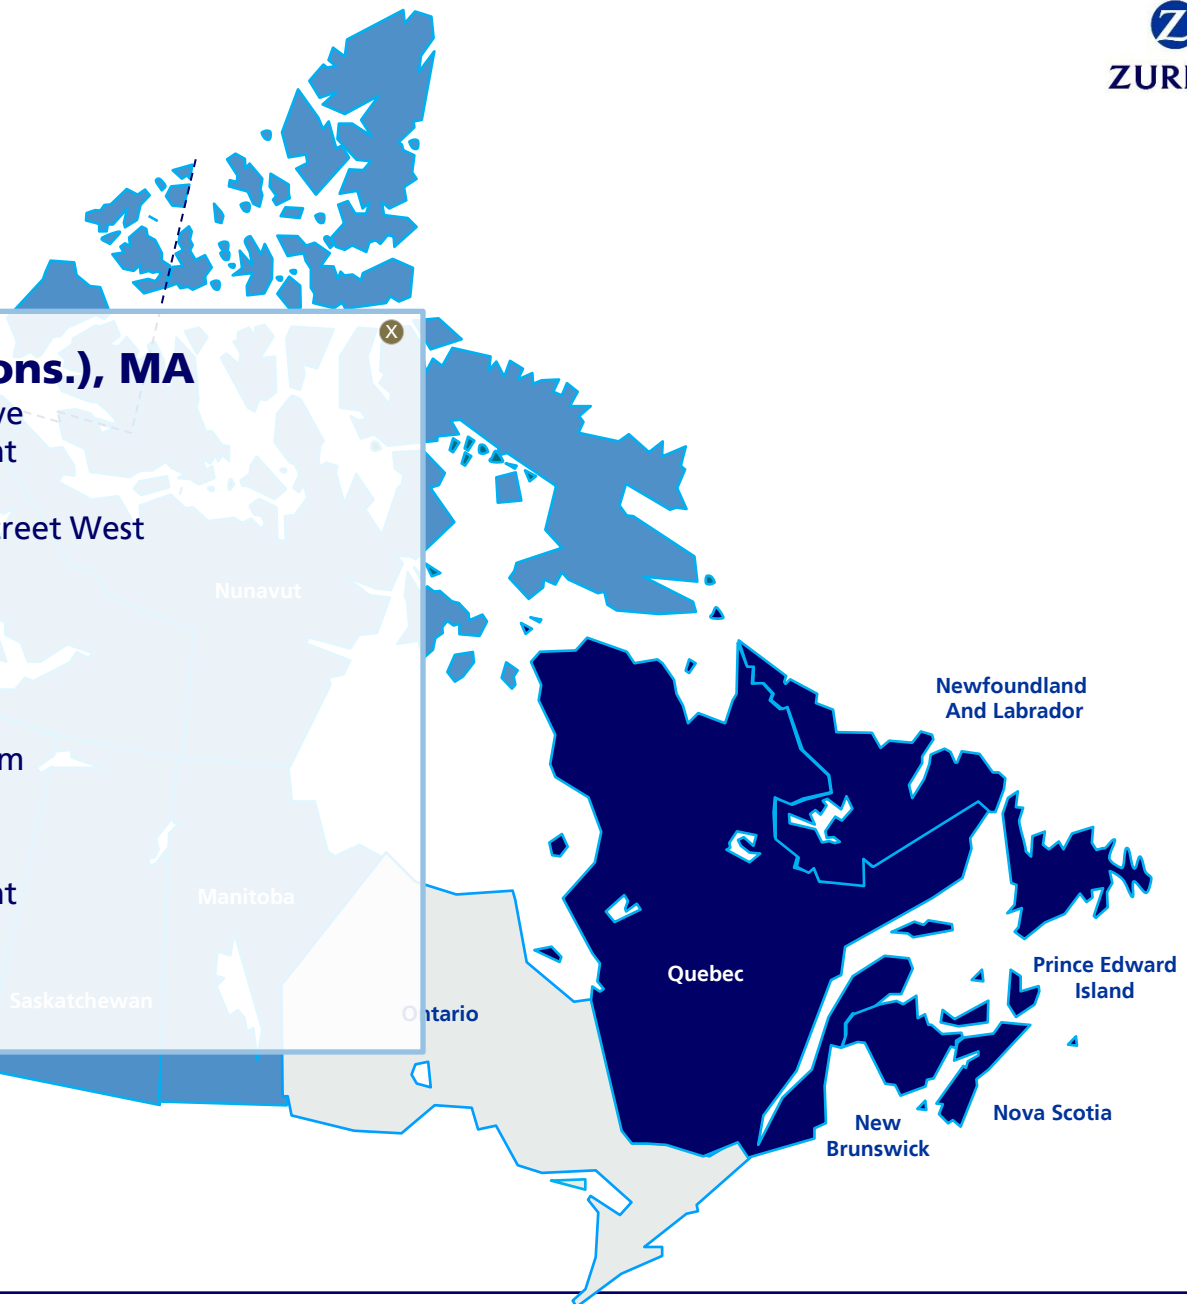 Z
ZURI
X
ons.), MA
ve
nt
reet West
Nunavut
Newfoundland
And Labrador
m
nt
Manitoba
Quebec
Prince Edward
Island
Saskatchewan
Ontario
Nova Scotia
New
Brunswick